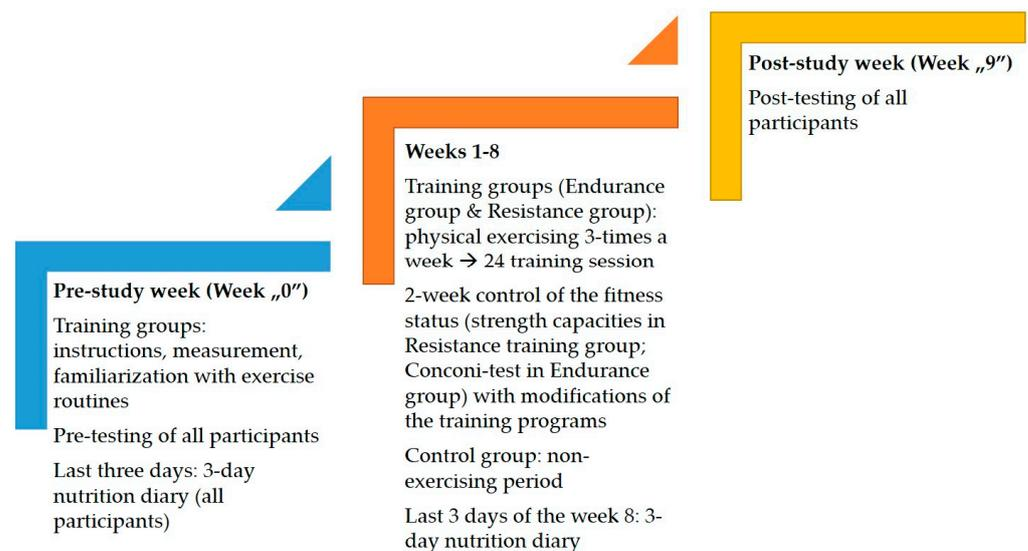 Pre-study week (Week „0”)
Training groups:
instructions, measurement,
familiarization with exercise
routines
Pre-testing of all participants
Last three days: 3-day
nutrition diary (all
participants)
Weeks 1-8
Training groups (Endurance
group & Resistance group):
physical exercising 3-times a
week → 24 training session
2-week control of the fitness
status (strength capacities in
Resistance training group;
Conconi-test in Endurance
group) with modifications of
the training programs
Control group: non-
exercising period
Last 3 days of the week 8: 3-
day nutrition diary
Post-study week (Week „9”)
Post-testing of all
participants